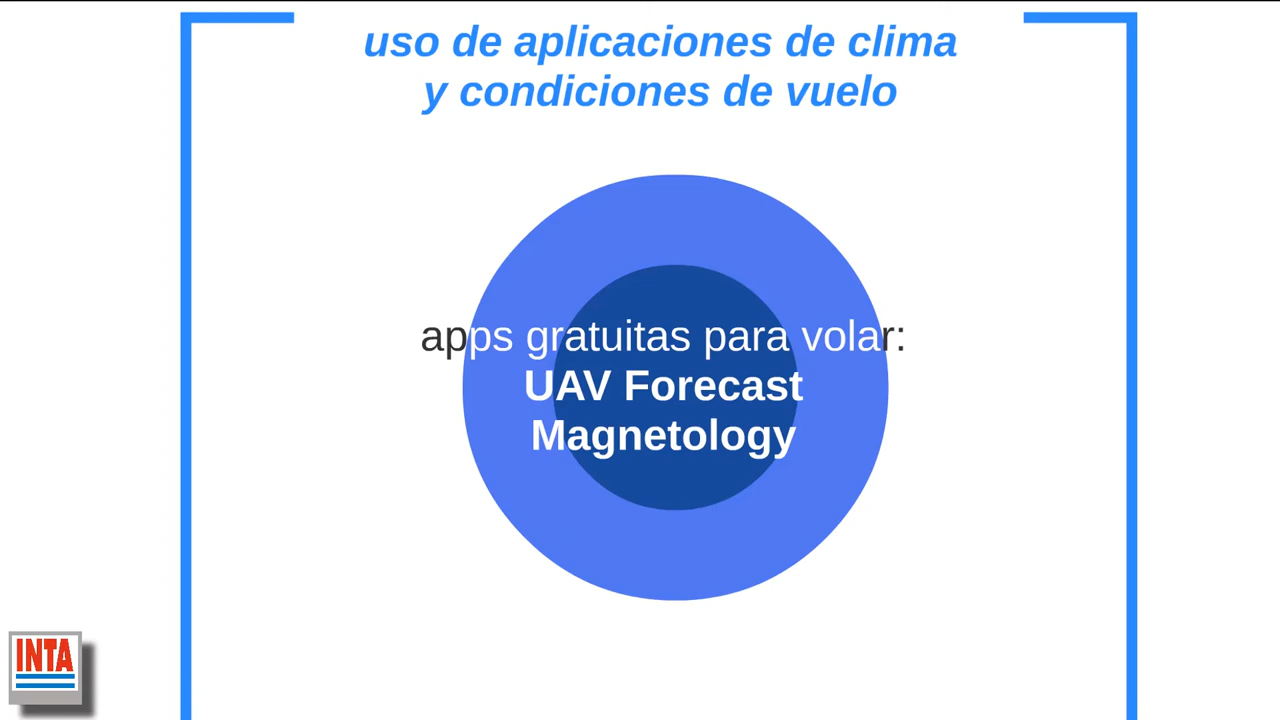 uso de aplicaciones de clima
y condiciones de vuelo
apps gratuitas para volar:
UAV Forecast
Magnetology
INTA